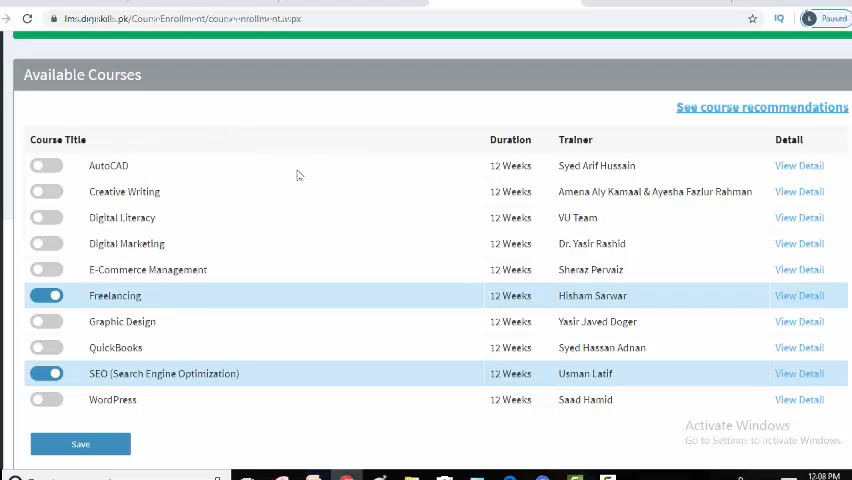 lms.digiskills.pk/CourseEnrollment/courseenrollment.aspx
IQ
Paused
Available Courses
See course recommendations
Course Title Duration Trainer Detail
AutoCAD 12 Weeks Syed Arif Hussain View Detail
Creative Writing 12 Weeks Amena Aly Kamaal & Ayesha Fazlur Rahman View Detail
Digital Literacy 12 Weeks VU Team View Detail
Digital Marketing 12 Weeks Dr. Yasir Rashid View Detail
E-Commerce Management 12 Weeks Sheraz Pervaiz View Detail
Freelancing 12 Weeks Hisham Sarwar View Detail
Graphic Design 12 Weeks Yasir Javed Doger View Detail
QuickBooks 12 Weeks Syed Hassan Adnan View Detail
SEO (Search Engine Optimization) 12 Weeks Usman Latif View Detail
WordPress 12 Weeks Saad Hamid View Detail
Activate Windows
Go to Settings to activate Windows.
Save
12:08 PM